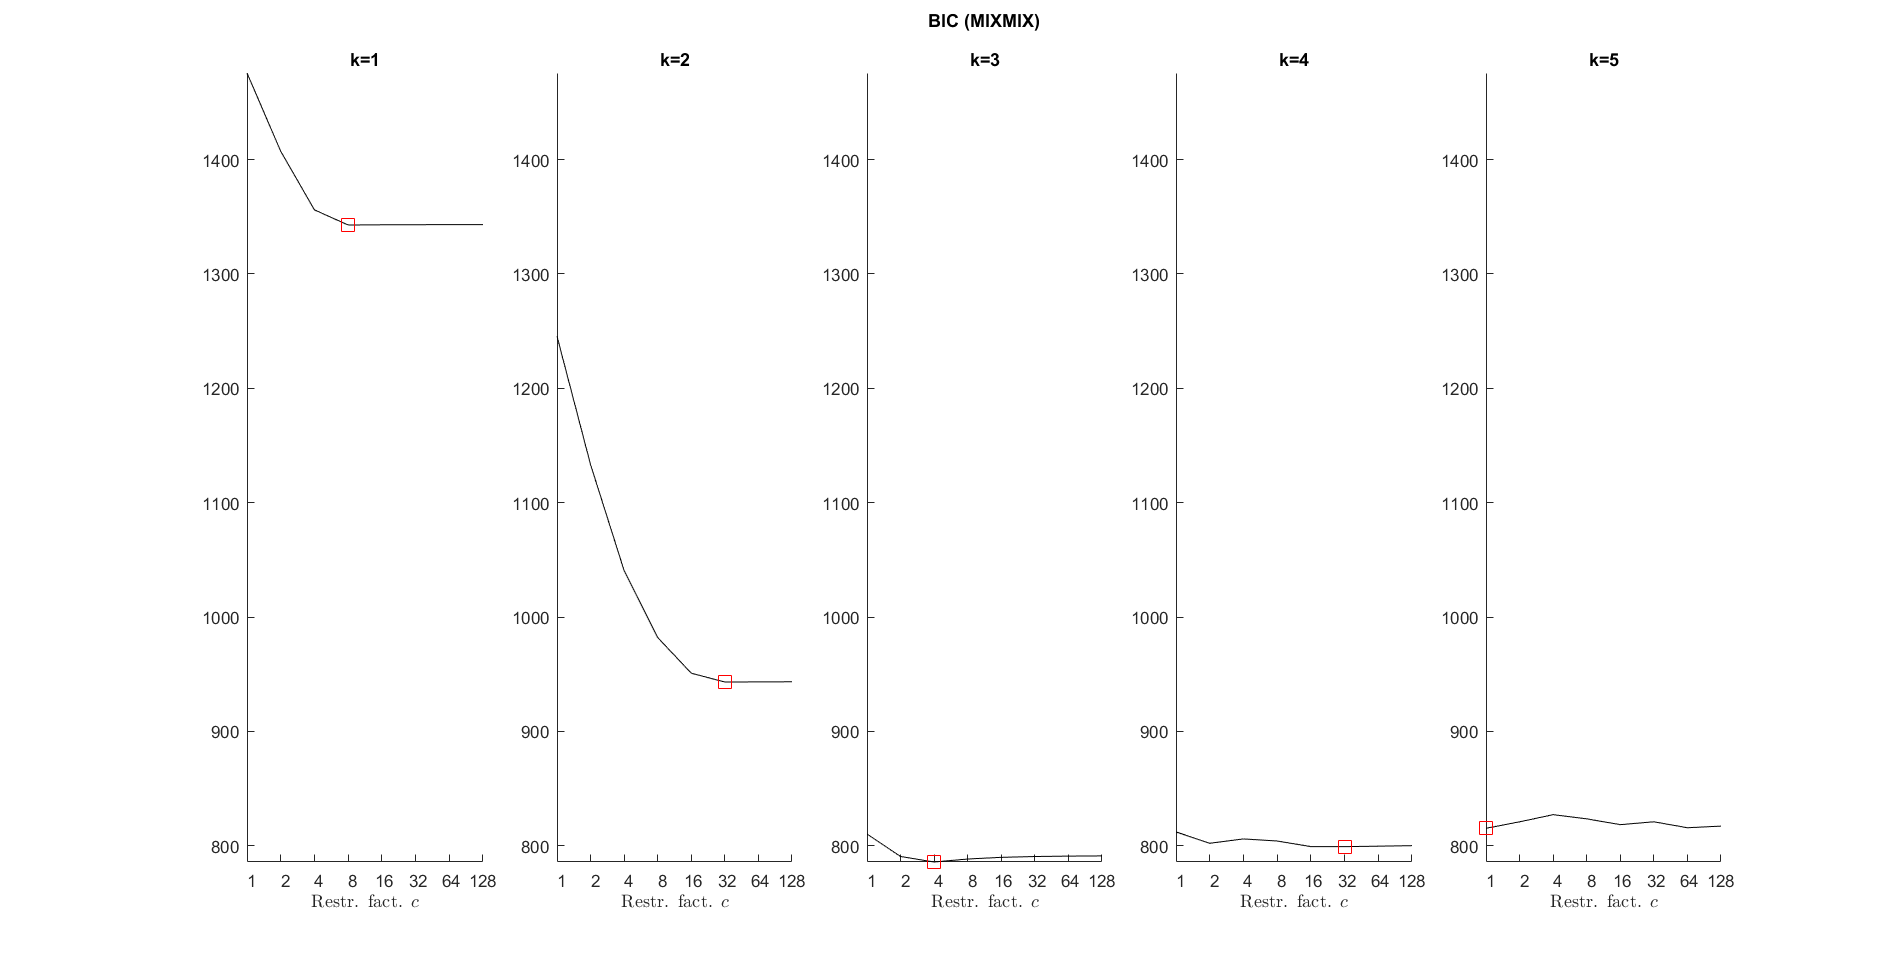 BIC (MIXMIX)
k=1 k=2 k=3 k=4 k=5
1400 1400 1400 1400 1400
1300 1300 1300 1300 1300
1200 1200 1200 1200 1200
1100 1100 1100 1100 1100
1000 1000 1000 1000 1000
900 900 900 900 900
800 800 800 800 800
1 2 4 8 16 32 64 128 1 2 4 8 16 32 64 128 1 2 4 8 16 32 64 128 1 2 4 8 16 32 64 128 1 2 4 8 16 32 64 128
Restr. fact. c Restr. fact. c Restr. fact. c Restr. fact. c Restr. fact. c